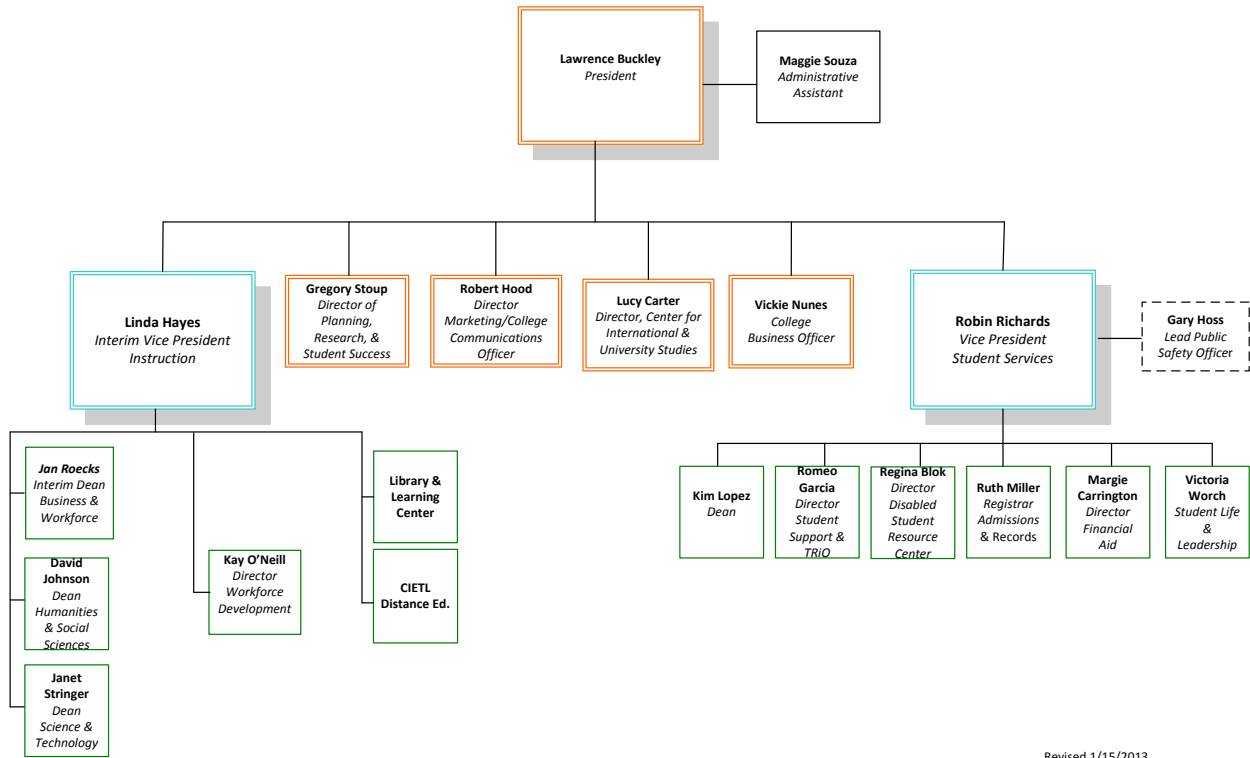 Lawrence Buckley
President
Maggie Souza
Administrative
Assistant
Linda Hayes
Interim Vice President
Instruction
Gregory Stoup
Director of
Planning,
Research, &
Student Success
Robert Hood
Director
Marketing/College
Communications
Officer
Lucy Carter
Director, Center for
International &
University Studies
Vickie Nunes
College
Business Officer
Robin Richards
Vice President
Student Services
Gary Hoss
Lead Public
Safety Officer
Jan Roecks
Interim Dean
Business &
Workforce
David
Johnson
Dean
Humanities
& Social
Sciences
Janet
Stringer
Dean
Science &
Technology
Kay O’Neill
Director
Workforce
Development
Library &
Learning
Center
CIETL
Distance Ed.
Kim Lopez
Dean
Romeo
Garcia
Director
Student
Support &
TRiO
Regina Blok
Director
Disabled
Student
Resource
Center
Ruth Miller
Registrar
Admissions
& Records
Margie
Carrington
Director
Financial
Aid
Victoria
Worch
Student Life
&
Leadership
Revised 1/15/2013